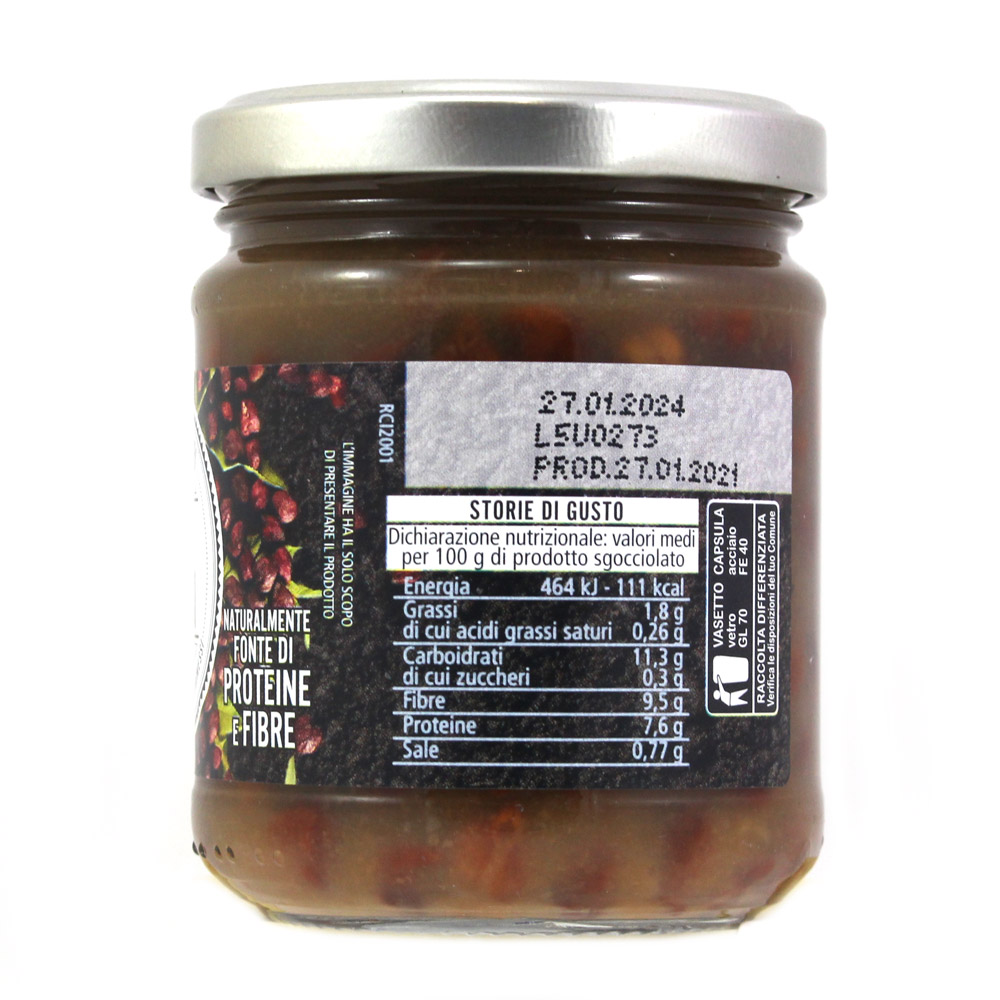 27.01.2024
L5U0273
PROD.27.01.2021
RCI2001
L'IMMAGINE HA IL SOLO SCOPO
DI PRESENTARE IL PRODOTTO
NATURALMENTE
FONTE DI
PROTEINE
E FIBRE
STORIE DI GUSTO
Dichiarazione nutrizionale: valori medi
per 100 g di prodotto sgocciolato
Energia 464 kJ - 111 kcal
Grassi 1,8 g
di cui acidi grassi saturi 0,26 g
Carboidrati 11,3 g
di cui zuccheri 0,3 g
Fibre 9,5 g
Proteine 7,6 g
Sale 0,77 g
VASETTO CAPSULA
vetro acciaio
GL 70 FE 40
RACCOLTA DIFFERENZIATA
Verifica le disposizioni del tuo Comune